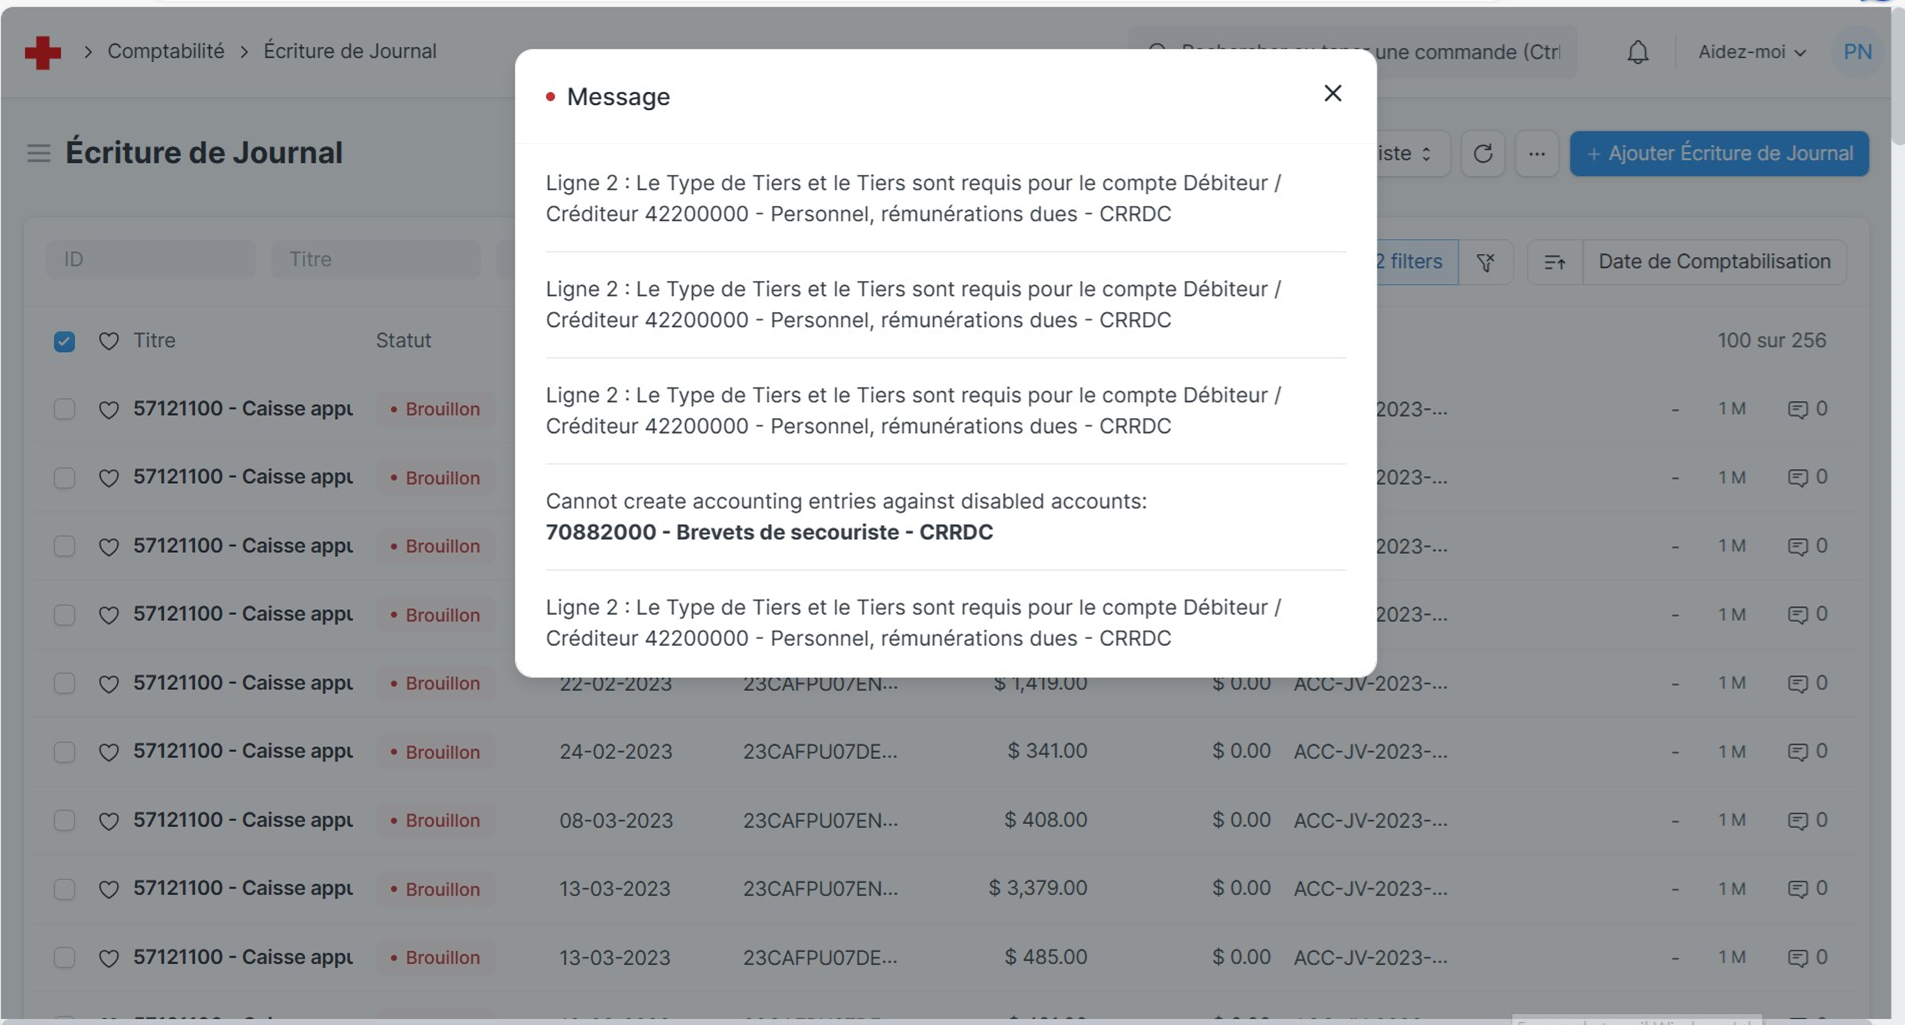 Comptabilité > Écriture de Journal
une commande (Ctrl
Aidez-moi
PN
Message
Écriture de Journal
iste
...
+ Ajouter Écriture de Journal
Ligne 2 : Le Type de Tiers et le Tiers sont requis pour le compte Débiteur /
Créditeur 42200000 - Personnel, rémunérations dues - CRRDC
Ligne 2 : Le Type de Tiers et le Tiers sont requis pour le compte Débiteur /
Créditeur 42200000 - Personnel, rémunérations dues - CRRDC
Ligne 2 : Le Type de Tiers et le Tiers sont requis pour le compte Débiteur /
Créditeur 42200000 - Personnel, rémunérations dues - CRRDC
Cannot create accounting entries against disabled accounts:
70882000 - Brevets de secouriste - CRRDC
Ligne 2 : Le Type de Tiers et le Tiers sont requis pour le compte Débiteur /
Créditeur 42200000 - Personnel, rémunérations dues - CRRDC
ID Titre 2 filters Date de Comptabilisation
Titre Statut 100 sur 256
57121100 - Caisse appu Brouillon 2023-... - 1 M 0
57121100 - Caisse appu Brouillon 2023-... - 1 M 0
57121100 - Caisse appu Brouillon 2023-... - 1 M 0
57121100 - Caisse appu Brouillon 2023-... - 1 M 0
57121100 - Caisse appu Brouillon 22-02-2023 23CAFPU07EN... $ 1,419.00 $ 0.00 ACC-JV-2023-... - 1 M 0
57121100 - Caisse appu Brouillon 24-02-2023 23CAFPU07DE... $ 341.00 $ 0.00 ACC-JV-2023-... - 1 M 0
57121100 - Caisse appu Brouillon 08-03-2023 23CAFPU07EN... $ 408.00 $ 0.00 ACC-JV-2023-... - 1 M 0
57121100 - Caisse appu Brouillon 13-03-2023 23CAFPU07EN... $ 3,379.00 $ 0.00 ACC-JV-2023-... - 1 M 0
57121100 - Caisse appu Brouillon 13-03-2023 23CAFPU07DE... $ 485.00 $ 0.00 ACC-JV-2023-... - 1 M 0